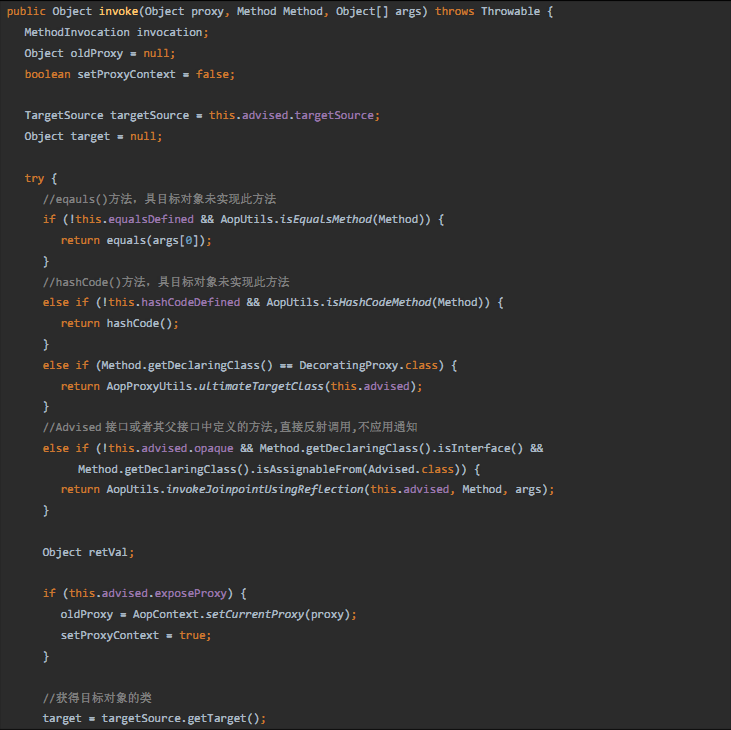 public Object invoke(Object proxy, Method Method, Object[] args) throws Throwable {
MethodInvocation invocation;
Object oldProxy = null;
boolean setProxyContext = false;
TargetSource targetSource = this.advised.targetSource;
Object target = null;
try {
//eqauls()方法，具目标对象未实现此方法
if (!this.equalsDefined && AopUtils.isEqualsMethod(Method)) {
return equals(args[0]);
}
//hashCode()方法，具目标对象未实现此方法
else if (!this.hashCodeDefined && AopUtils.isHashCodeMethod(Method)) {
return hashCode();
}
else if (Method.getDeclaringClass() == DecoratingProxy.class) {
return AopProxyUtils.ultimateTargetClass(this.advised);
}
//Advised 接口或者其父接口中定义的方法,直接反射调用,不应用通知
else if (!this.advised.opaque && Method.getDeclaringClass().isInterface() &&
Method.getDeclaringClass().isAssignableFrom(Advised.class)) {
return AopUtils.invokeJoinpointUsingReflection(this.advised, Method, args);
}
Object retVal;
if (this.advised.exposeProxy) {
oldProxy = AopContext.setCurrentProxy(proxy);
setProxyContext = true;
}
//获得目标对象的类
target = targetSource.getTarget();